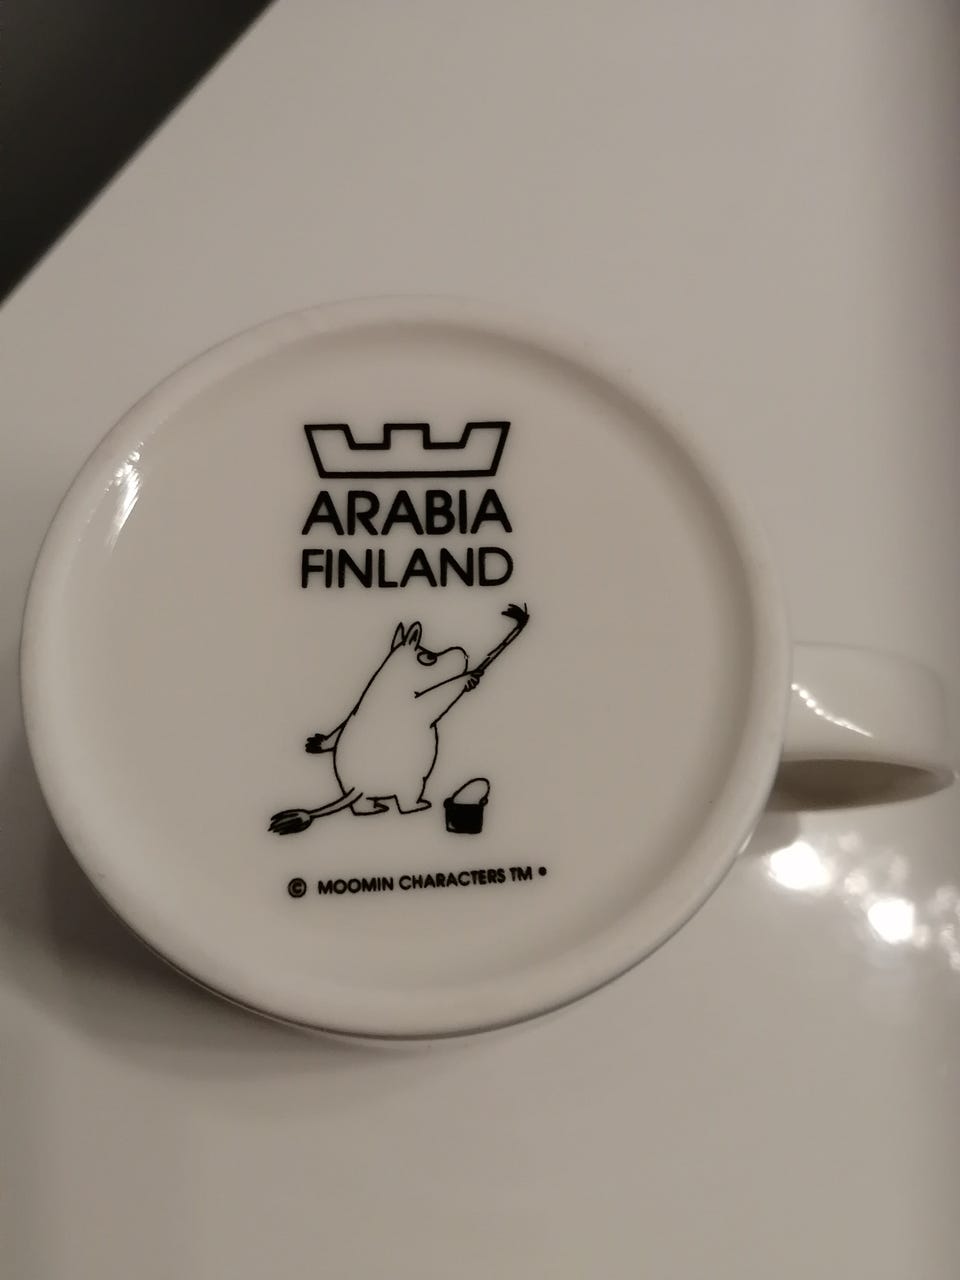 ARABIA
FINLAND
© MOOMIN CHARACTERS TM •